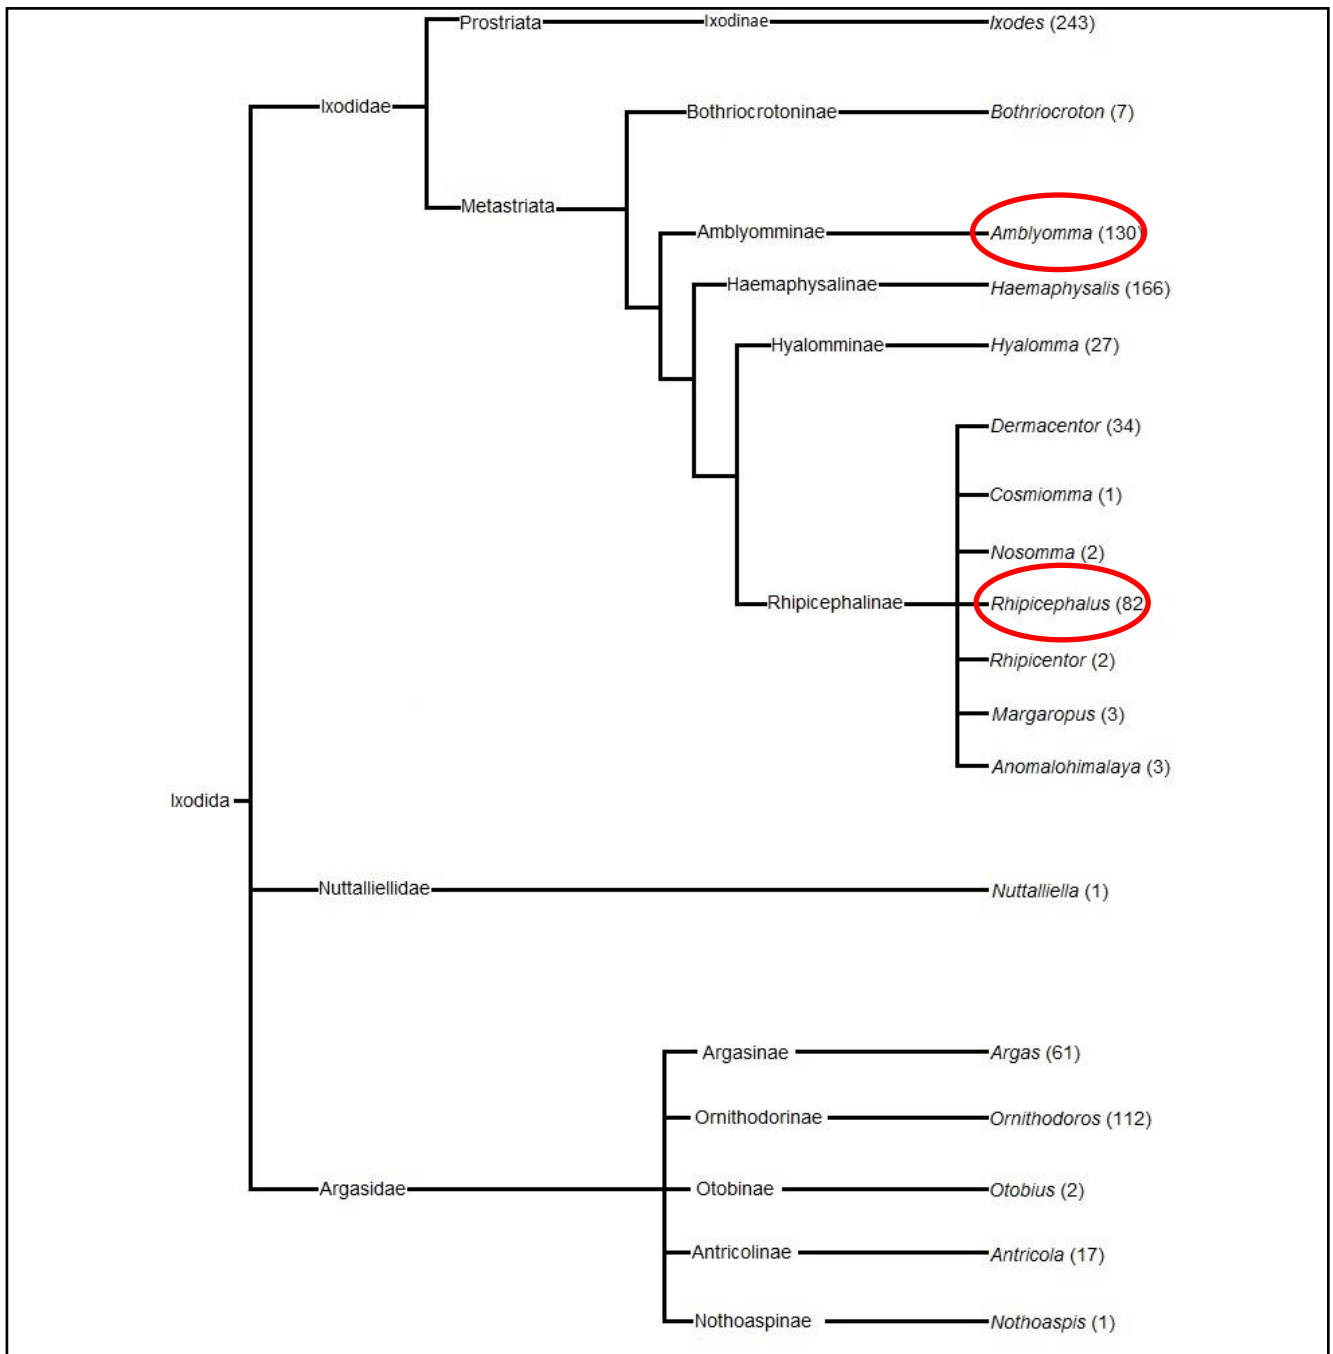 Prostriata Ixodinae Ixodes (243)
Ixodidae Bothriocrotoninae Bothriocroton (7)
Metastriata
Amblyomminae Amblyomma (130)
Haemaphysalinae Haemaphysalis (166)
Hyalomminae Hyalomma (27)
Dermacentor (34)
Cosmiomma (1)
Nosomma (2)
Rhipicephalinae Rhipicephalus (82
Rhipicentor (2)
Margaropus (3)
Anomalohimalaya (3)
Ixodida
Nuttalliellidae Nuttalliella (1)
Argasinae Argas (61)
Ornithodorinae Ornithodoros (112)
Argasidae Otobinae Otobius (2)
Antricolinae Antricola (17)
Nothoaspinae Nothoaspis (1)